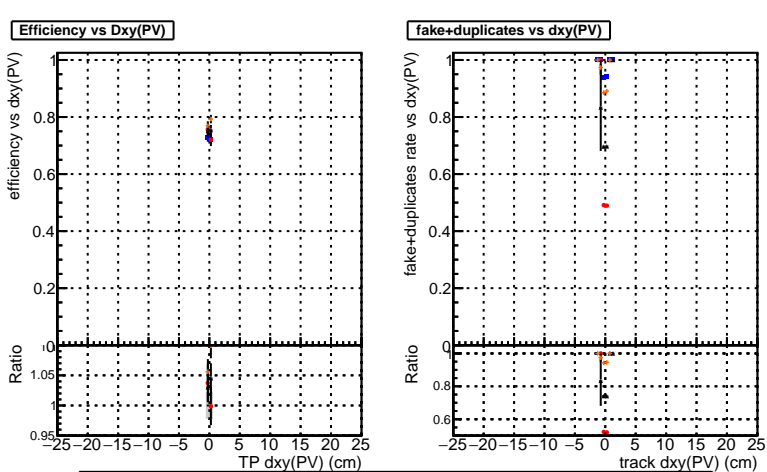 Efficiency vs Dxy(PV)
efficiency vs dxy(PV)
1
0.8
0.6
0.4
0.2
0
Ratio
1.05
1
0.95
−25 −20 −15 −10 −5 0 5 10 15 20 25
TP dxy(PV) (cm)
fake+duplicates vs dxy(PV)
fake+duplicates rate vs dxy(PV)
1
0.8
0.6
0.4
0.2
0
Ratio
1
0.8
0.6
−25 −20 −15 −10 −5 0 5 10 15 20 25
track dxy(PV) (cm)